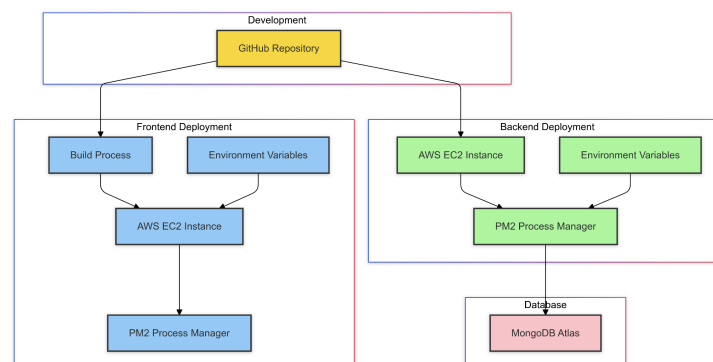 Development
GitHub Repository
Frontend Deployment
Build Process
Environment Variables
AWS EC2 Instance
PM2 Process Manager
Backend Deployment
AWS EC2 Instance
Environment Variables
PM2 Process Manager
Database
MongoDB Atlas